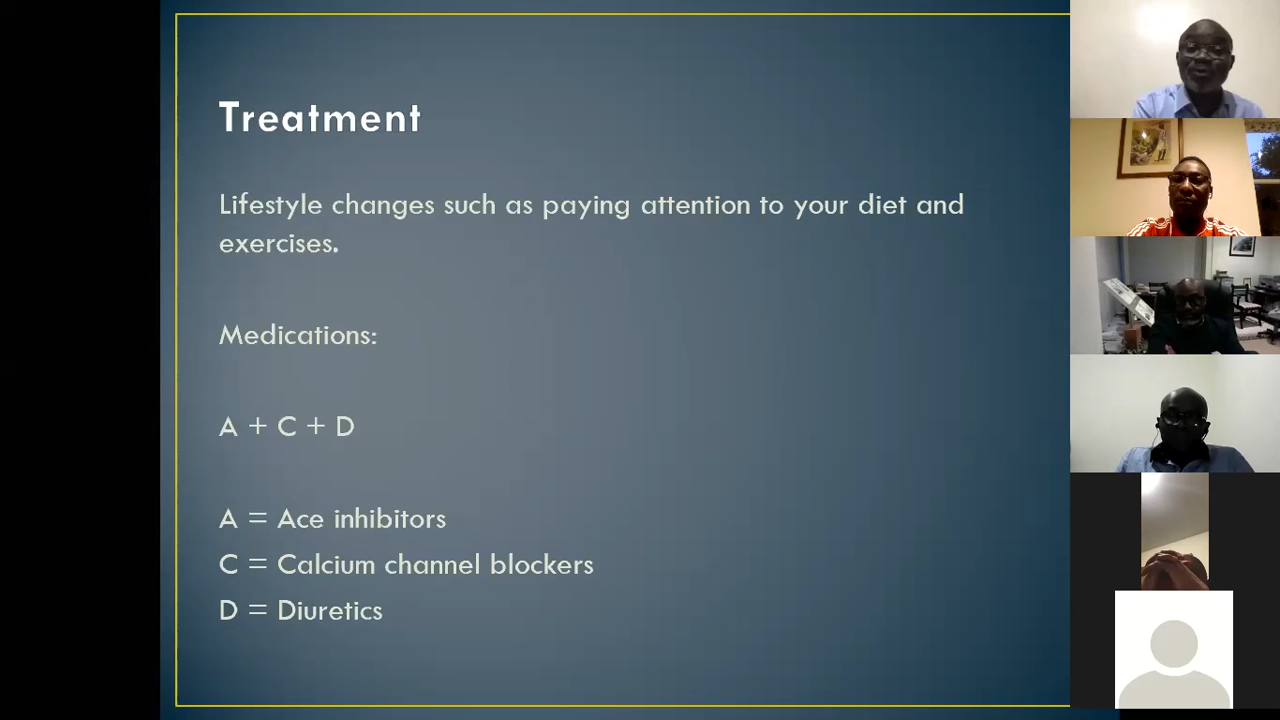 Treatment
Lifestyle changes such as paying attention to your diet and
exercises.
Medications:
A + C + D
A = Ace inhibitors
C = Calcium channel blockers
D = Diuretics